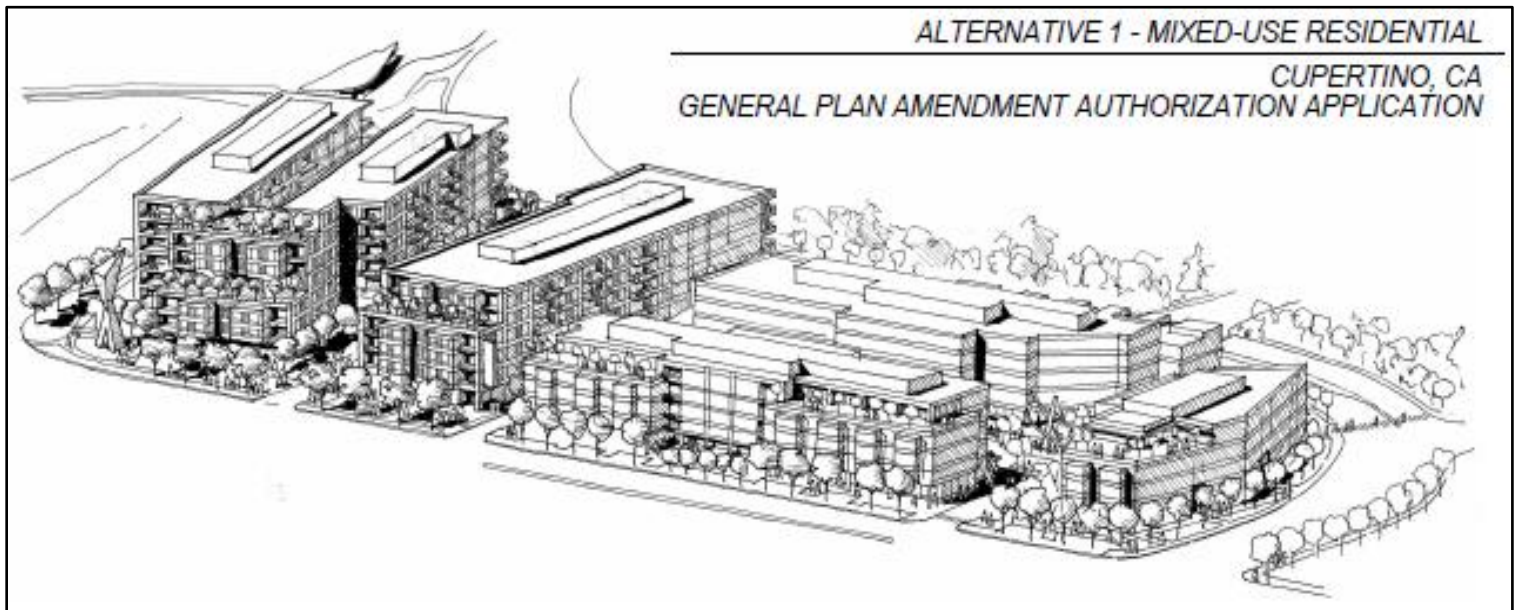 ALTERNATIVE 1 - MIXED-USE RESIDENTIAL
CUPERTINO, CA
GENERAL PLAN AMENDMENT AUTHORIZATION APPLICATION